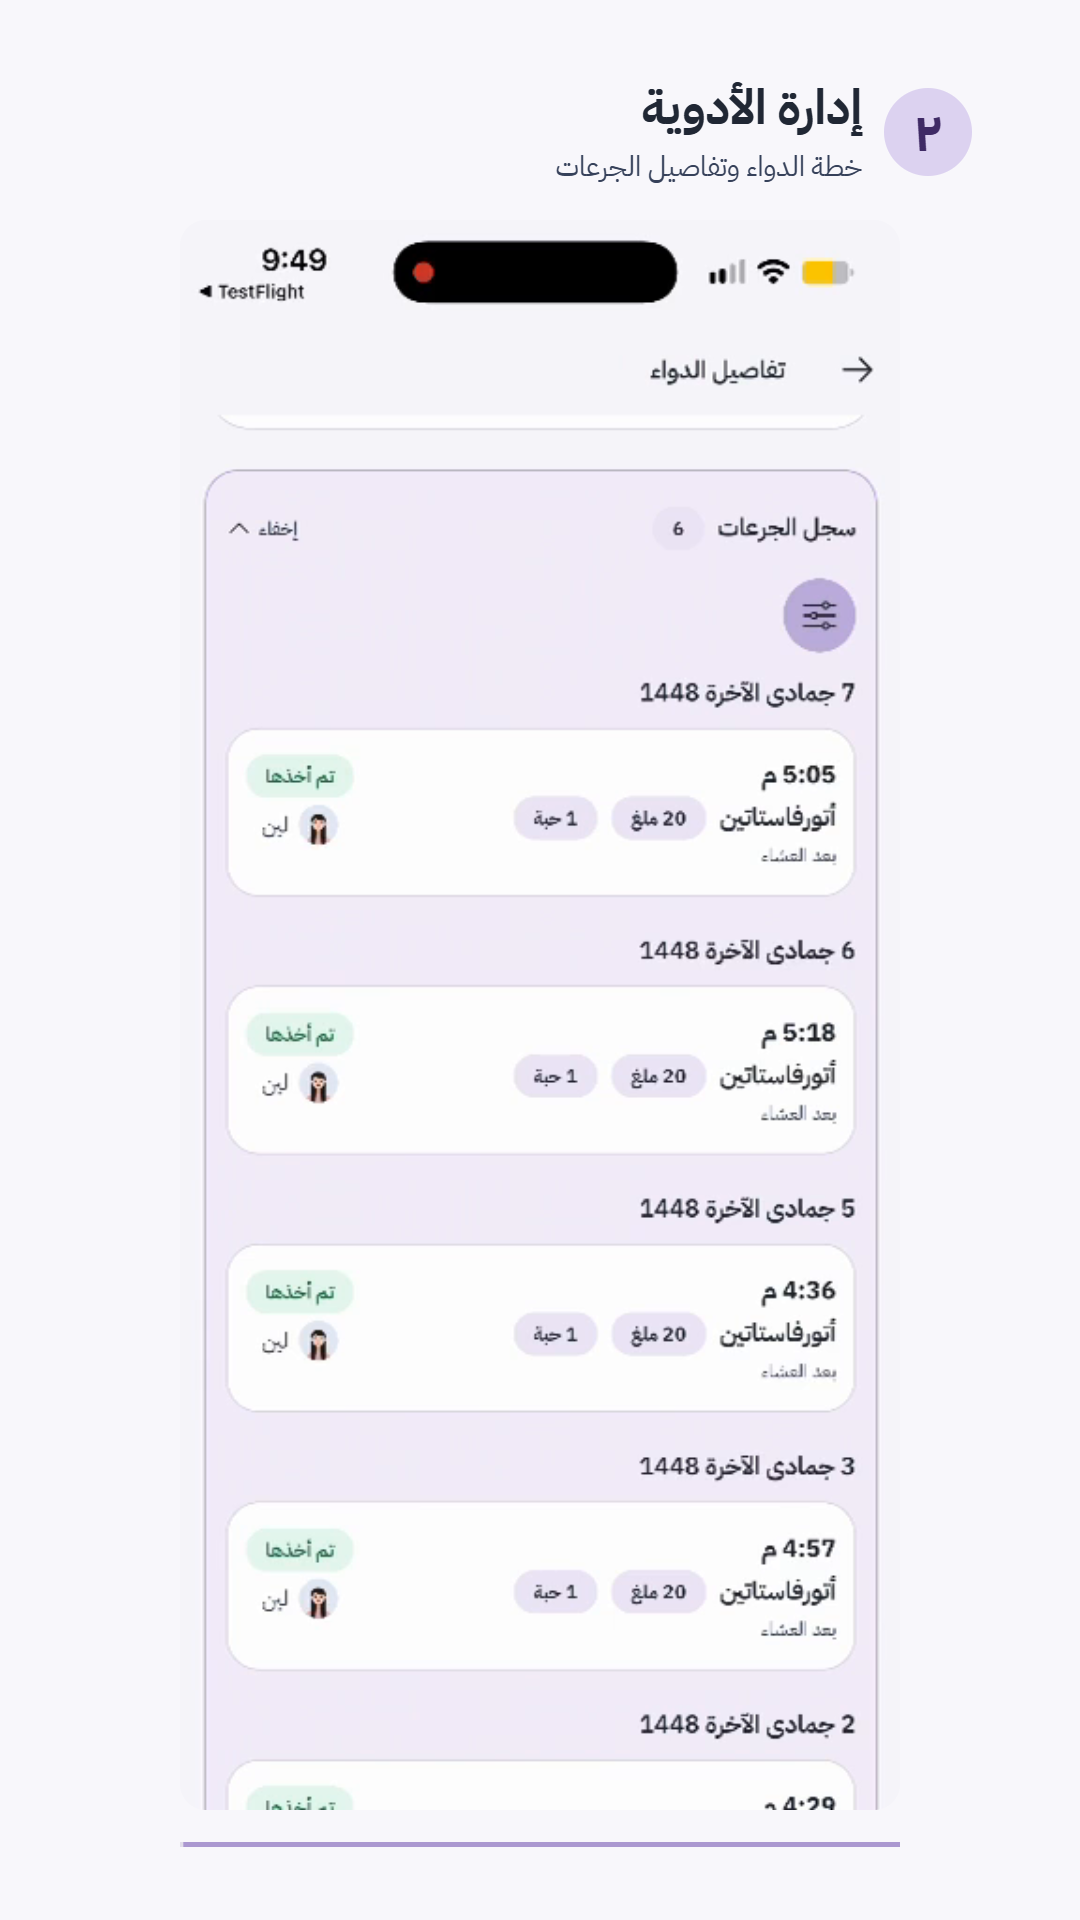 ٢
إدارة الأدوية
خطة الدواء وتفاصيل الجرعات
9:49
◀ TestFlight
تفاصيل الدواء
سجل الجرعات 6 إخفاء
7 جمادى الآخرة 1448
5:05 م تم أخذها
أتورفاستاتين 20 ملغ 1 حبة لين
بعد العشاء
6 جمادى الآخرة 1448
5:18 م تم أخذها
أتورفاستاتين 20 ملغ 1 حبة لين
بعد العشاء
5 جمادى الآخرة 1448
4:36 م تم أخذها
أتورفاستاتين 20 ملغ 1 حبة لين
بعد العشاء
3 جمادى الآخرة 1448
4:57 م تم أخذها
أتورفاستاتين 20 ملغ 1 حبة لين
بعد العشاء
2 جمادى الآخرة 1448
4:29 م تم أخذها